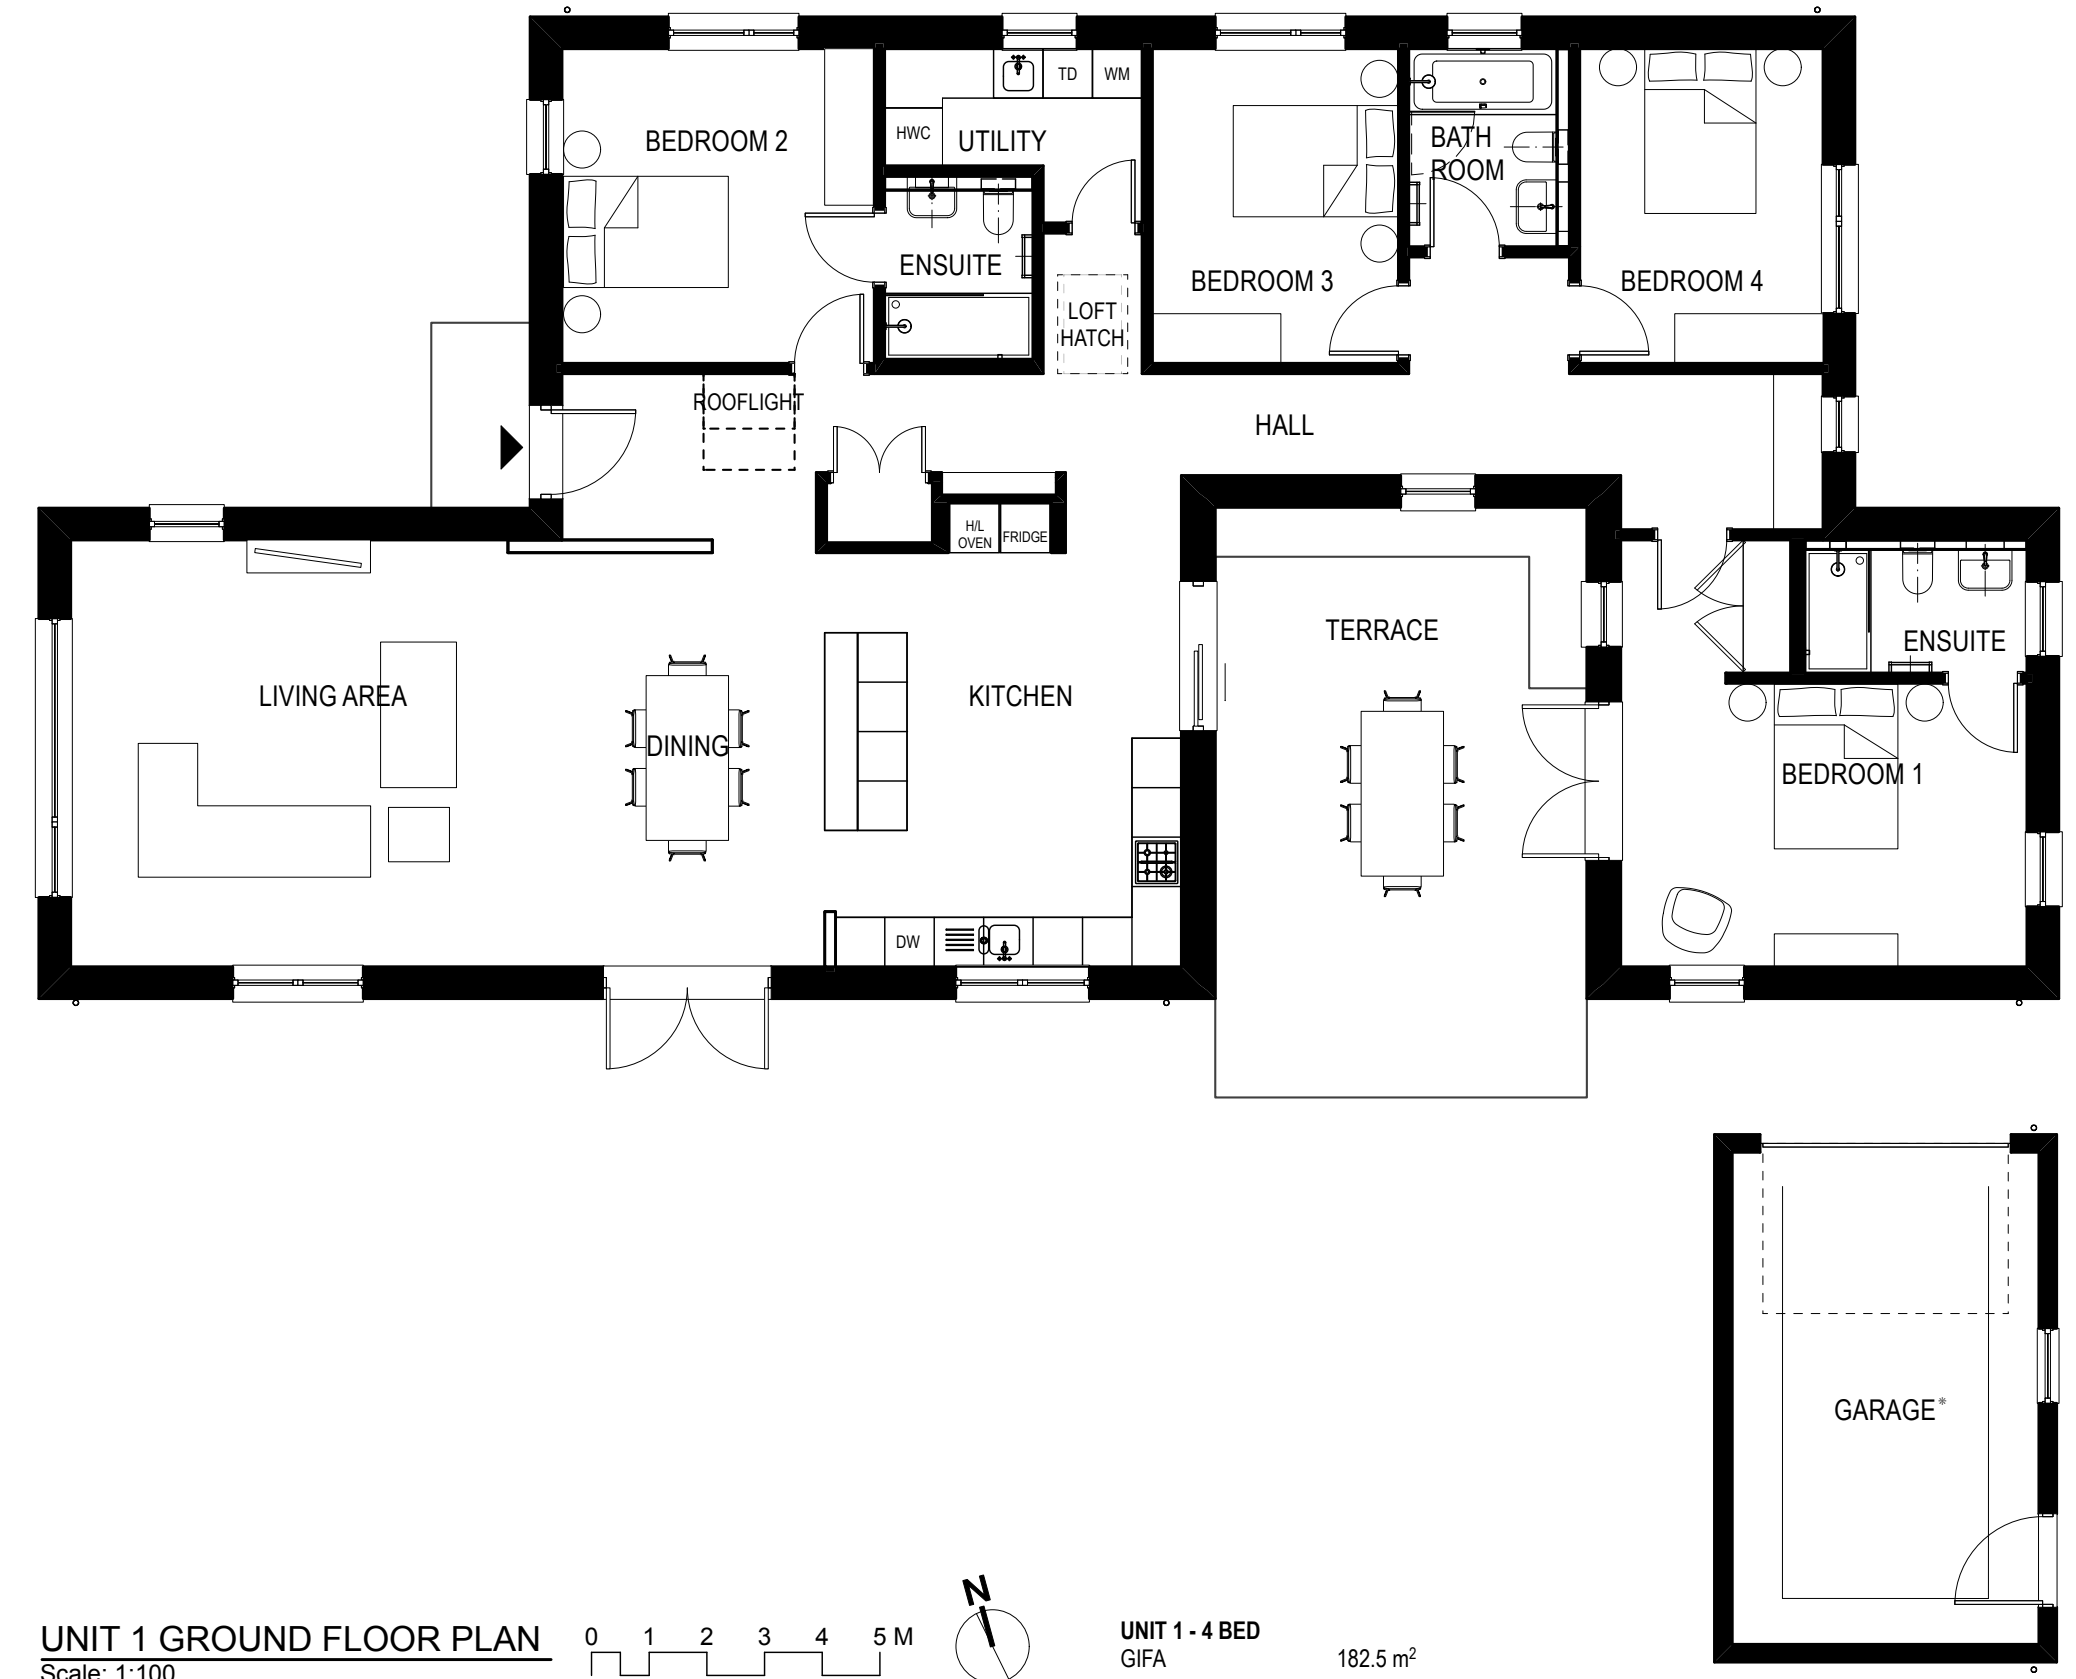 TD
WM
HWC
UTILITY
BEDROOM 2
BATH
ROOM
ENSUITE
BEDROOM 3
BEDROOM 4
LOFT
HATCH
ROOFLIGHT
HALL
H/L
OVEN
FRIDGE
TERRACE
ENSUITE
LIVING AREA
KITCHEN
DINING
BEDROOM 1
DW
GARAGE*
N
UNIT 1 GROUND FLOOR PLAN
Scale: 1:100
0 1 2 3 4 5 M
UNIT 1 - 4 BED
GIFA 182.5 m²